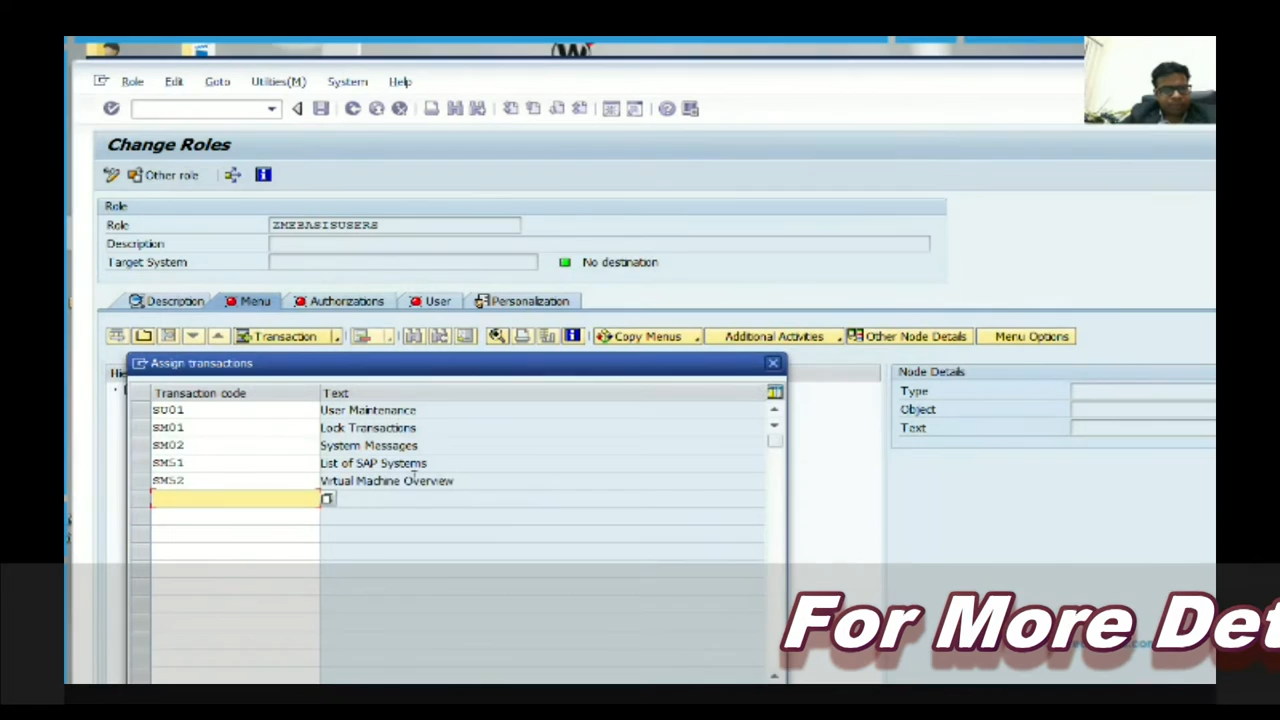 Role Edit Goto Utilities(M) System Help
Change Roles
Other role
Role
Role ZMEBASISUSERS
Description
Target System No destination
Description Menu Authorizations User Personalization
Transaction Copy Menus Additional Activities Other Node Details Menu Options
Assign transactions
Hie
Node Details
Transaction code Text
Type
SU01 User Maintenance
Object
SM01 Lock Transactions
Text
SM02 System Messages
SM51 List of SAP Systems
SM52 Virtual Machine Overview
For More Det